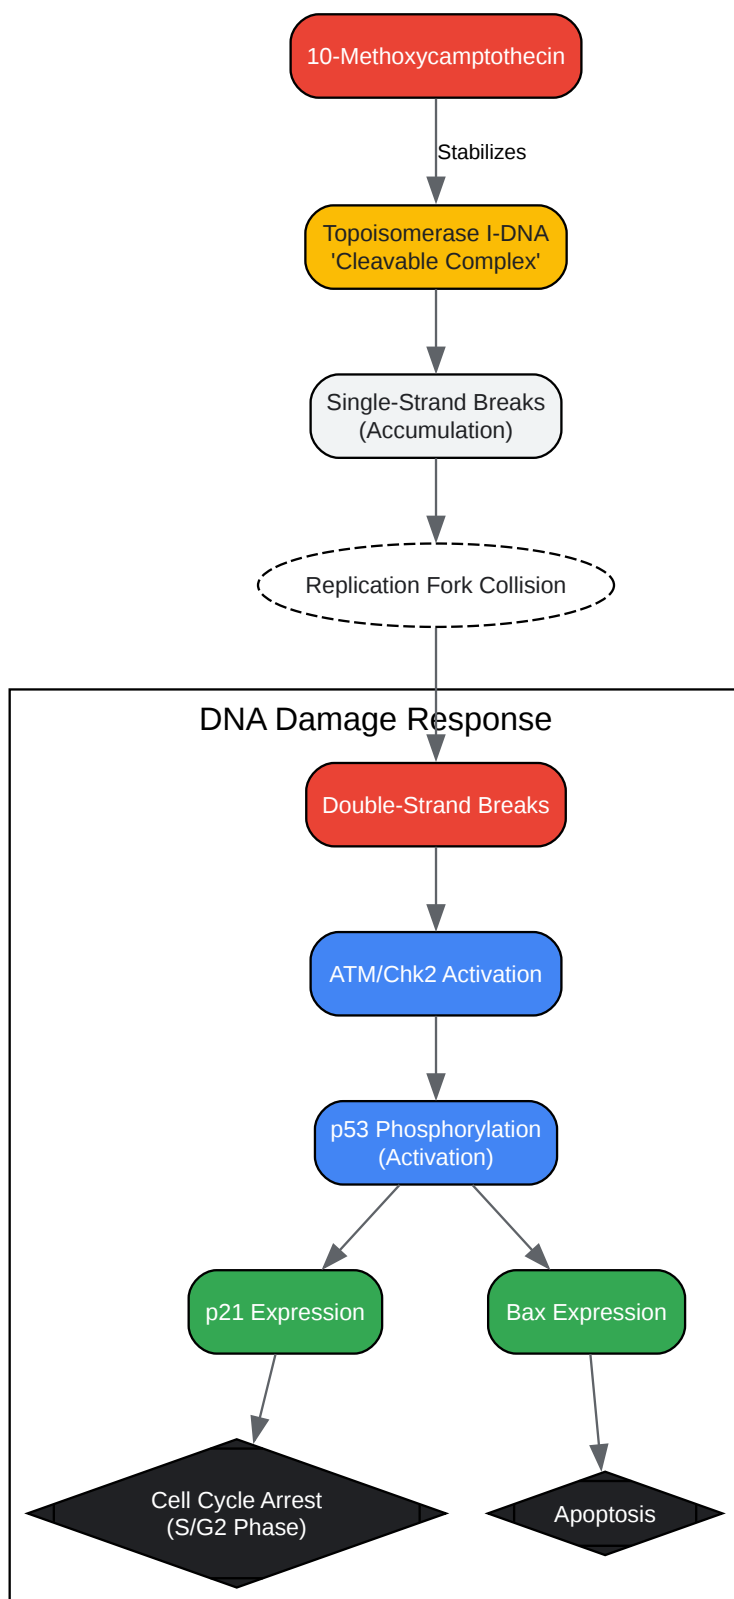 10-Methoxycamptothecin
Stabilizes
Topoisomerase I-DNA
'Cleavable Complex'
Single-Strand Breaks
(Accumulation)
Replication Fork Collision
DNA Damage Response
Double-Strand Breaks
ATM/Chk2 Activation
p53 Phosphorylation
(Activation)
p21 Expression
Bax Expression
Cell Cycle Arrest
(S/G2 Phase)
Apoptosis